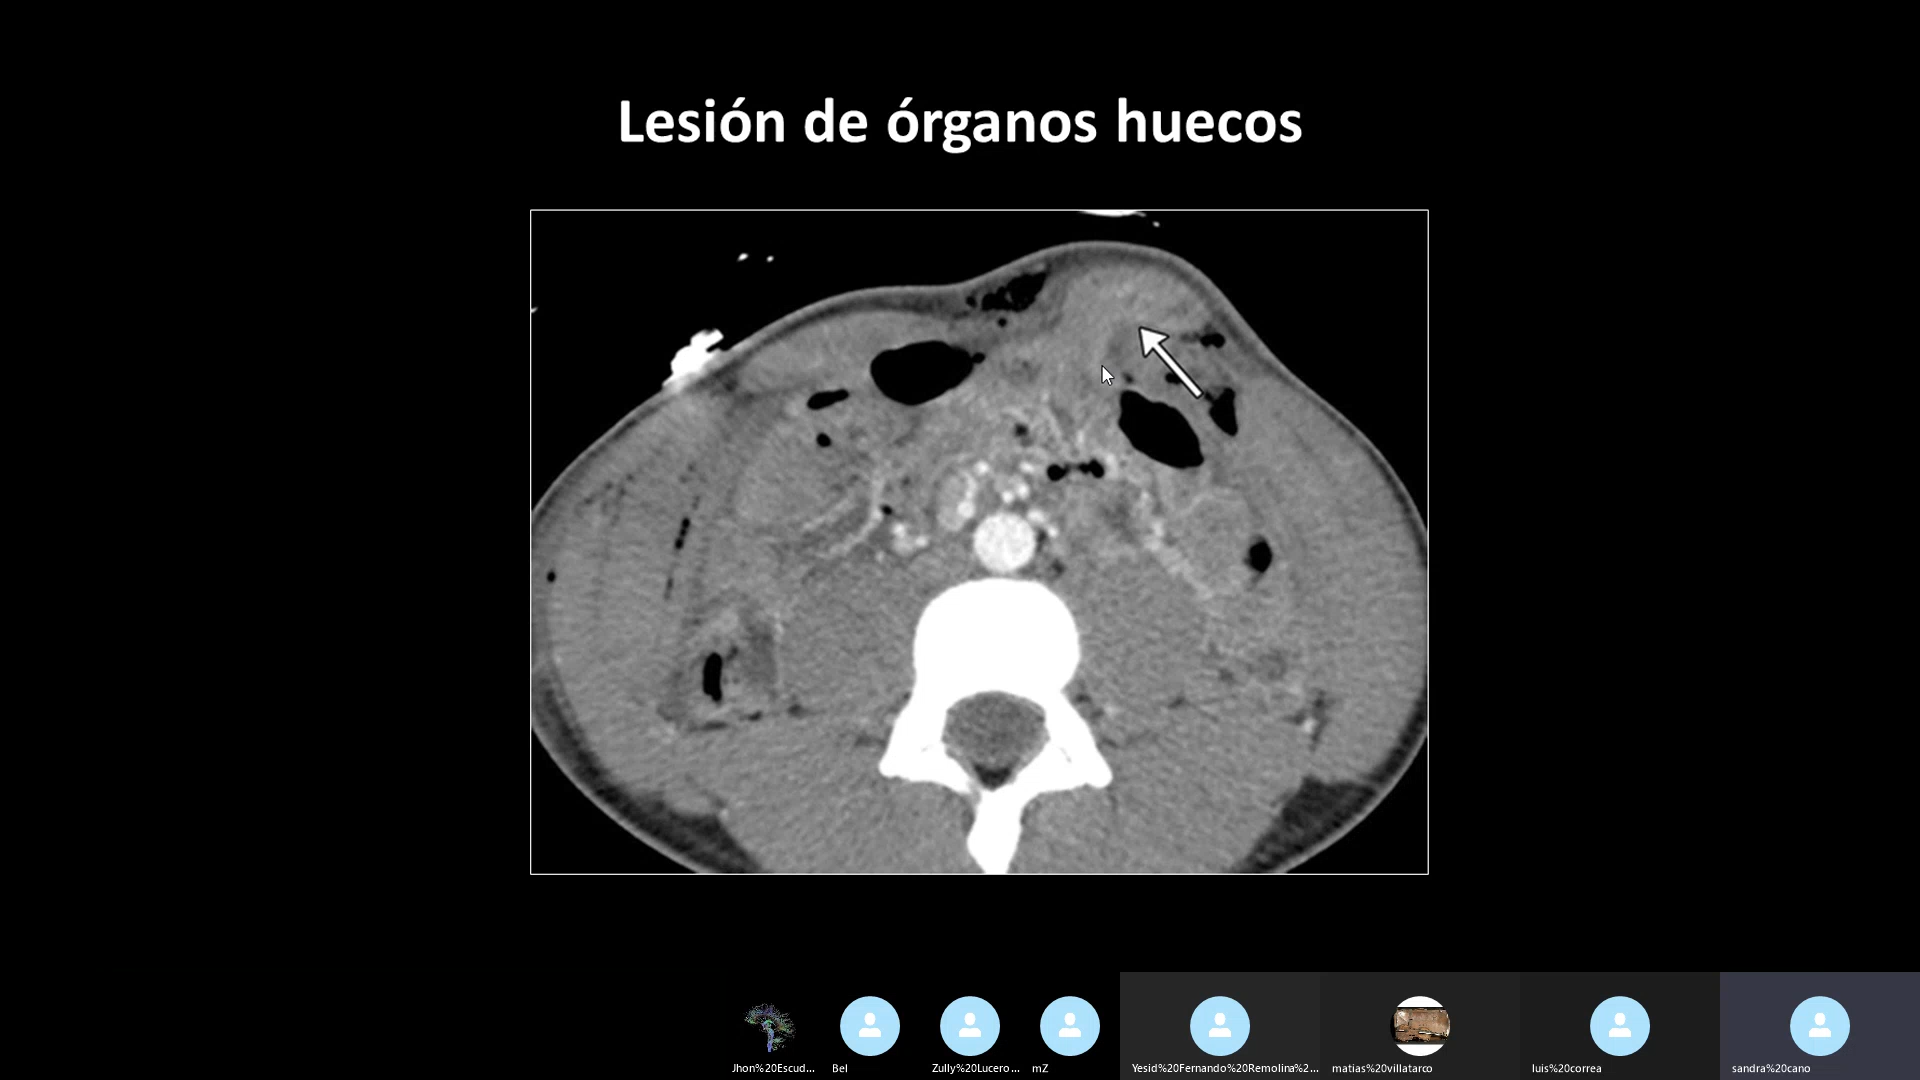 Lesión de órganos huecos
Jhon%20Escud...
Bel
Zully%20Lucero ...
mZ
Yesid%20Fernando%20Remolina%2...
matias%20villatarco
luis%20correa
sandra%20cano